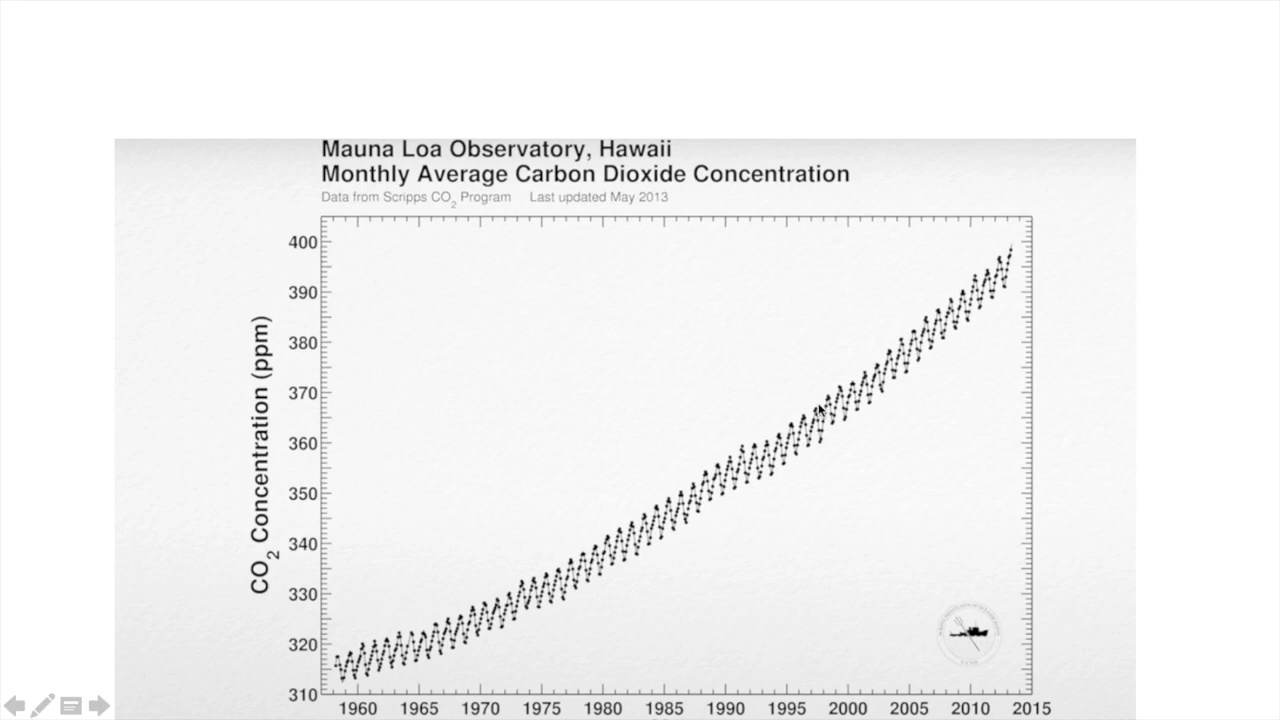 Mauna Loa Observatory, Hawaii
Monthly Average Carbon Dioxide Concentration
Data from Scripps CO2 Program Last updated May 2013
CO2 Concentration (ppm)
400
390
380
370
360
350
340
330
320
310
1960 1965 1970 1975 1980 1985 1990 1995 2000 2005 2010 2015